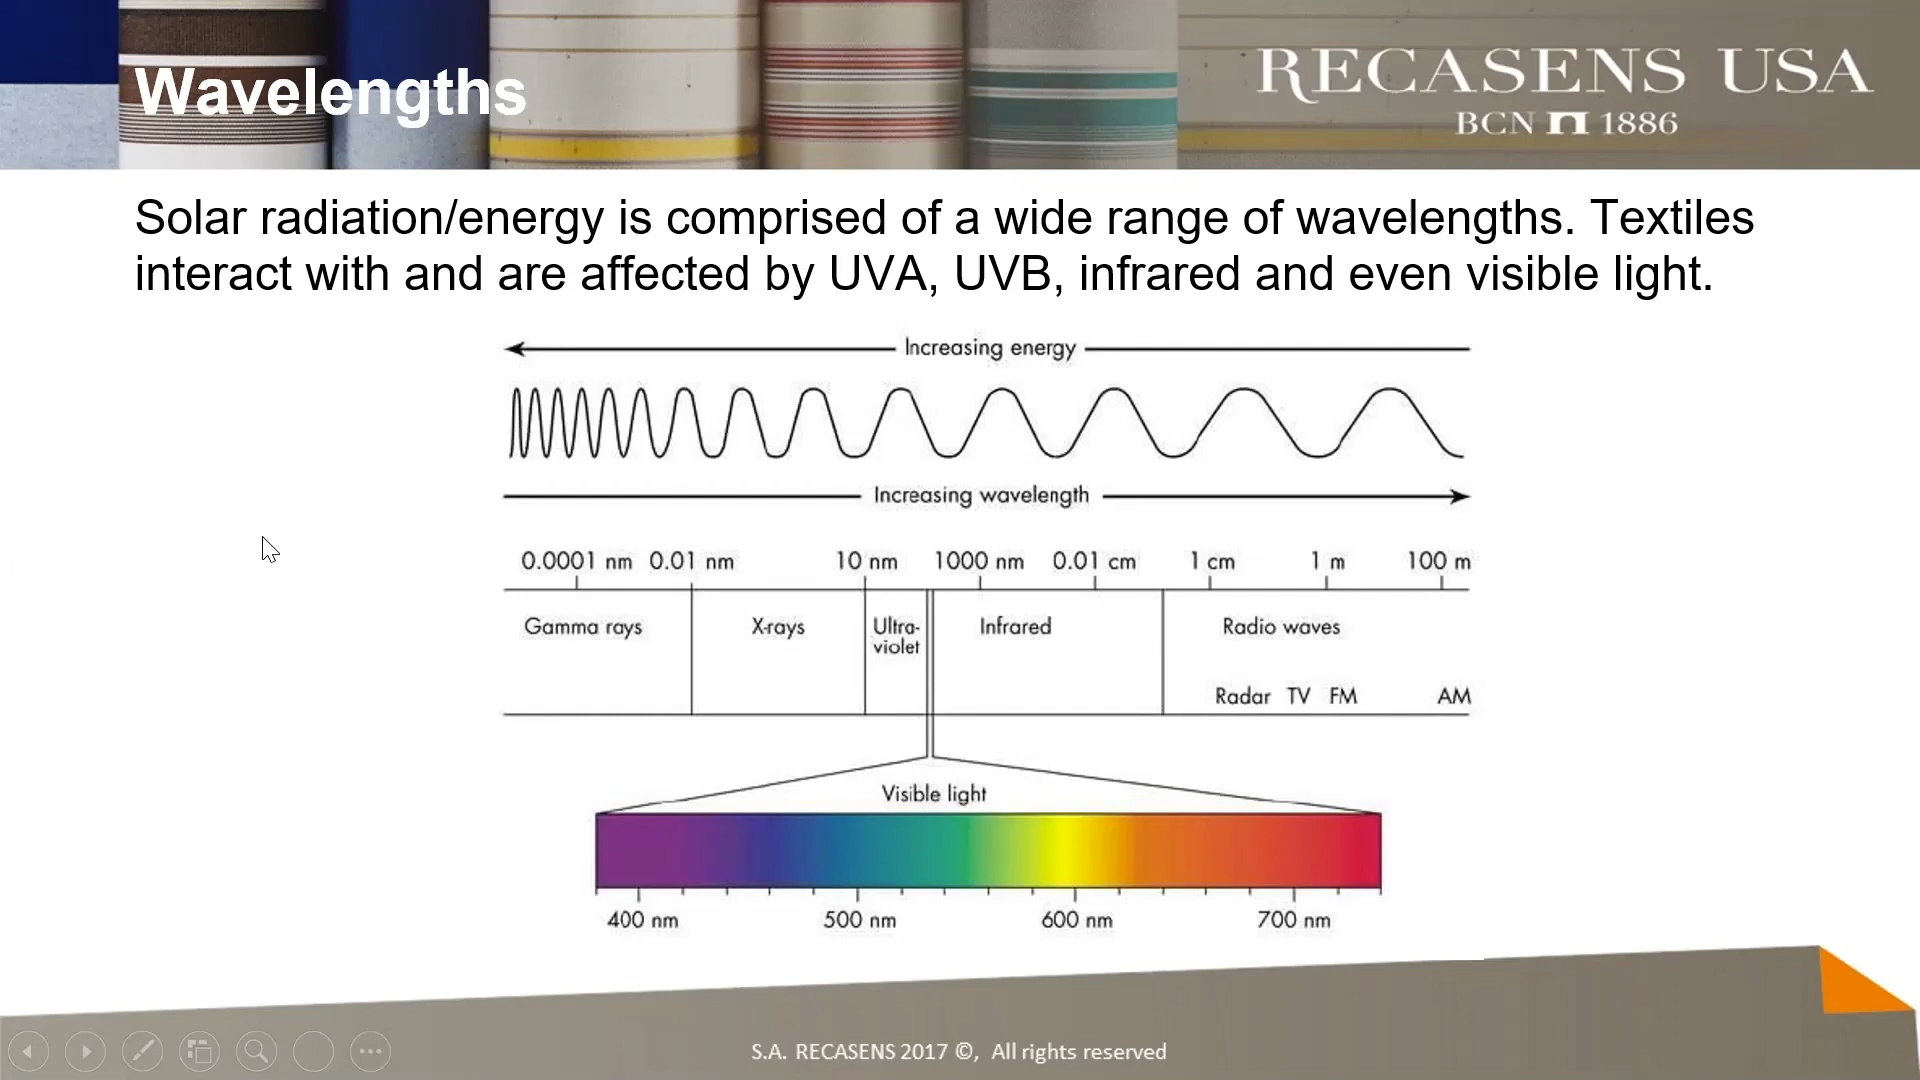 Wavelengths
RECASENS USA
BCN 1886
Solar radiation/energy is comprised of a wide range of wavelengths. Textiles
interact with and are affected by UVA, UVB, infrared and even visible light.
Increasing energy
Increasing wavelength
0.0001 nm 0.01 nm 10 nm 1000 nm 0.01 cm 1 cm 1 m 100 m
Gamma rays X-rays Ultra- Infrared Radio waves
violet
Radar TV FM AM
Visible light
400 nm 500 nm 600 nm 700 nm
S.A. RECASENS 2017 ©, All rights reserved